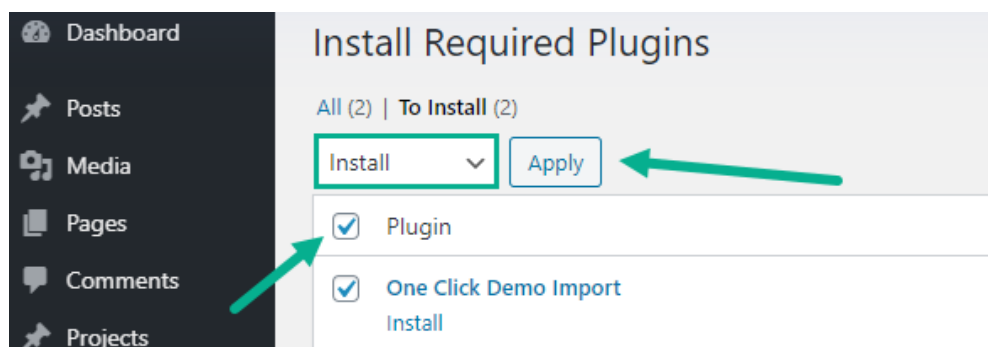 Dashboard
Posts
Media
Pages
Comments
Projects
Install Required Plugins
All (2) | To Install (2)
Install Apply
Plugin
One Click Demo Import
Install